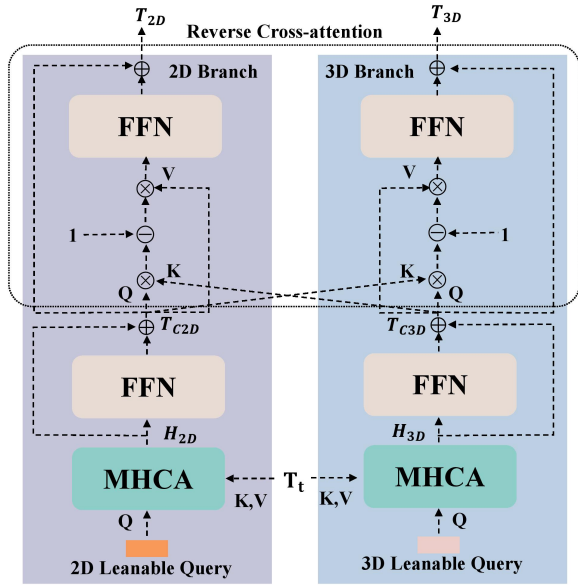 T2D
T3D
Reverse Cross-attention
2D Branch
3D Branch
FFN
FFN
V
V
1
1
K
K
Q
Q
TC2D
TC3D
FFN
FFN
H2D
H3D
MHCA
Tt
MHCA
K,V
K,V
Q
Q
2D Leanable Query
3D Leanable Query